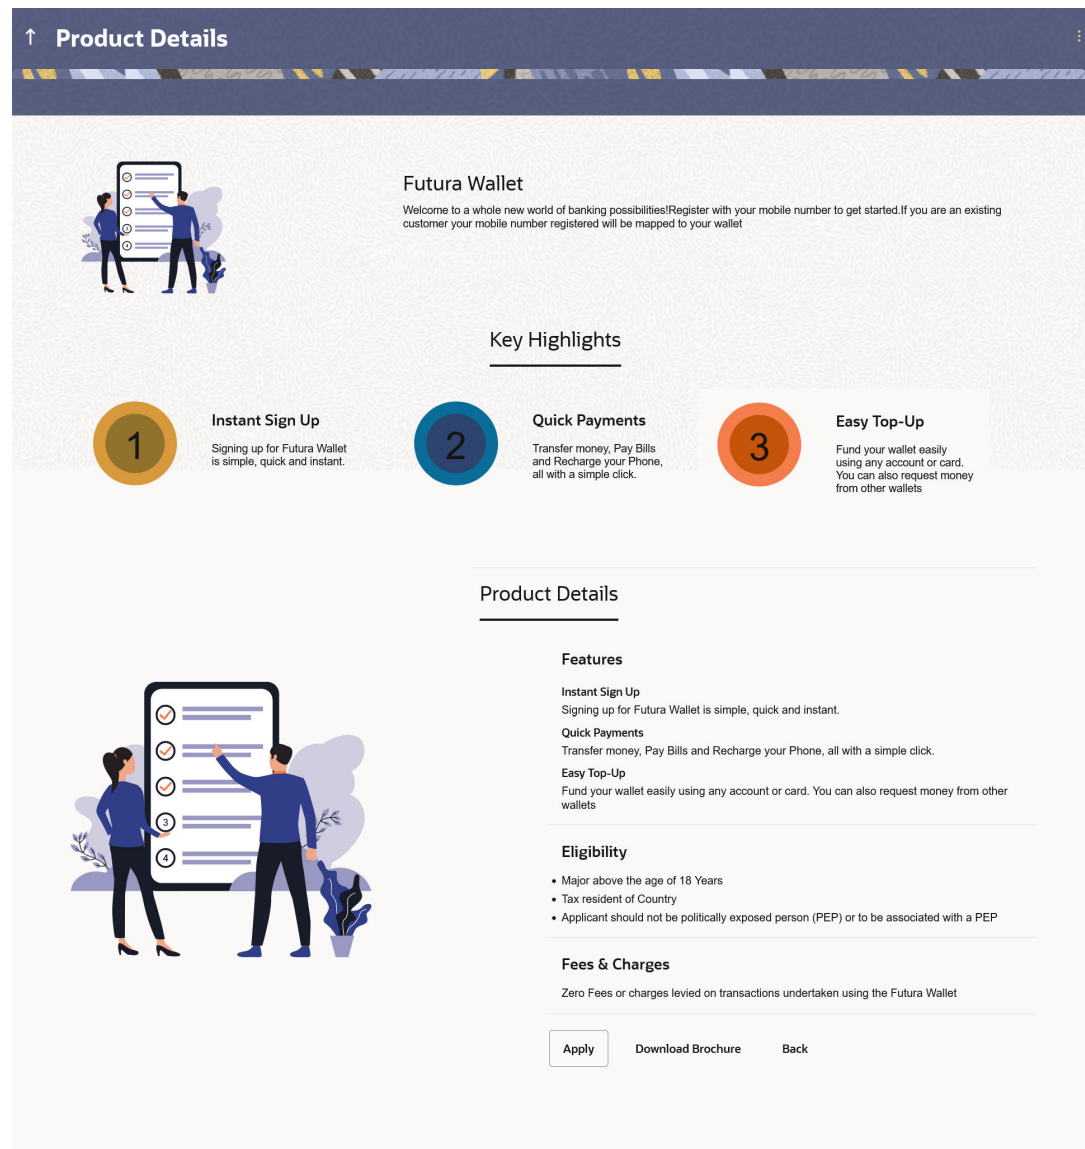 Product Details
Futura Wallet
Welcome to a whole new world of banking possibilities!Register with your mobile number to get started.If you are an existing
customer your mobile number registered will be mapped to your wallet
Key Highlights
1
Instant Sign Up
Signing up for Futura Wallet
is simple, quick and instant.
2
Quick Payments
Transfer money, Pay Bills
and Recharge your Phone,
all with a simple click.
3
Easy Top-Up
Fund your wallet easily
using any account or card.
You can also request money
from other wallets
Product Details
3
4
Features
Instant Sign Up
Signing up for Futura Wallet is simple, quick and instant.
Quick Payments
Transfer money, Pay Bills and Recharge your Phone, all with a simple click.
Easy Top-Up
Fund your wallet easily using any account or card. You can also request money from other
wallets
Eligibility
• Major above the age of 18 Years
• Tax resident of Country
• Applicant should not be politically exposed person (PEP) or to be associated with a PEP
Fees & Charges
Zero Fees or charges levied on transactions undertaken using the Futura Wallet
Apply Download Brochure Back